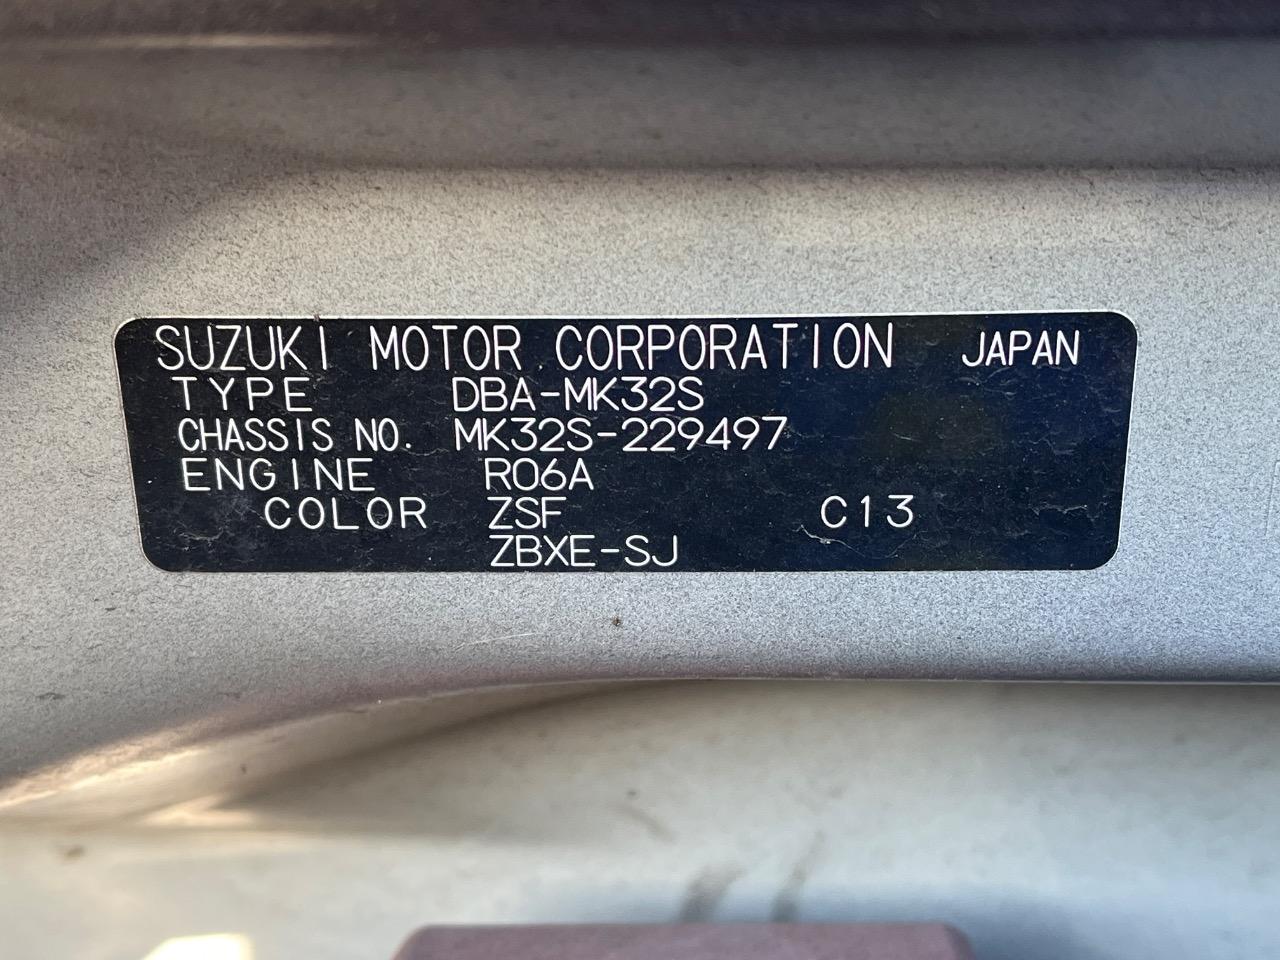 SUZUKI MOTOR CORPORATION JAPAN
TYPE DBA-MK32S
CHASSIS NO. MK32S-229497
ENGINE R06A
COLOR ZSF C13
ZBXE-SJ